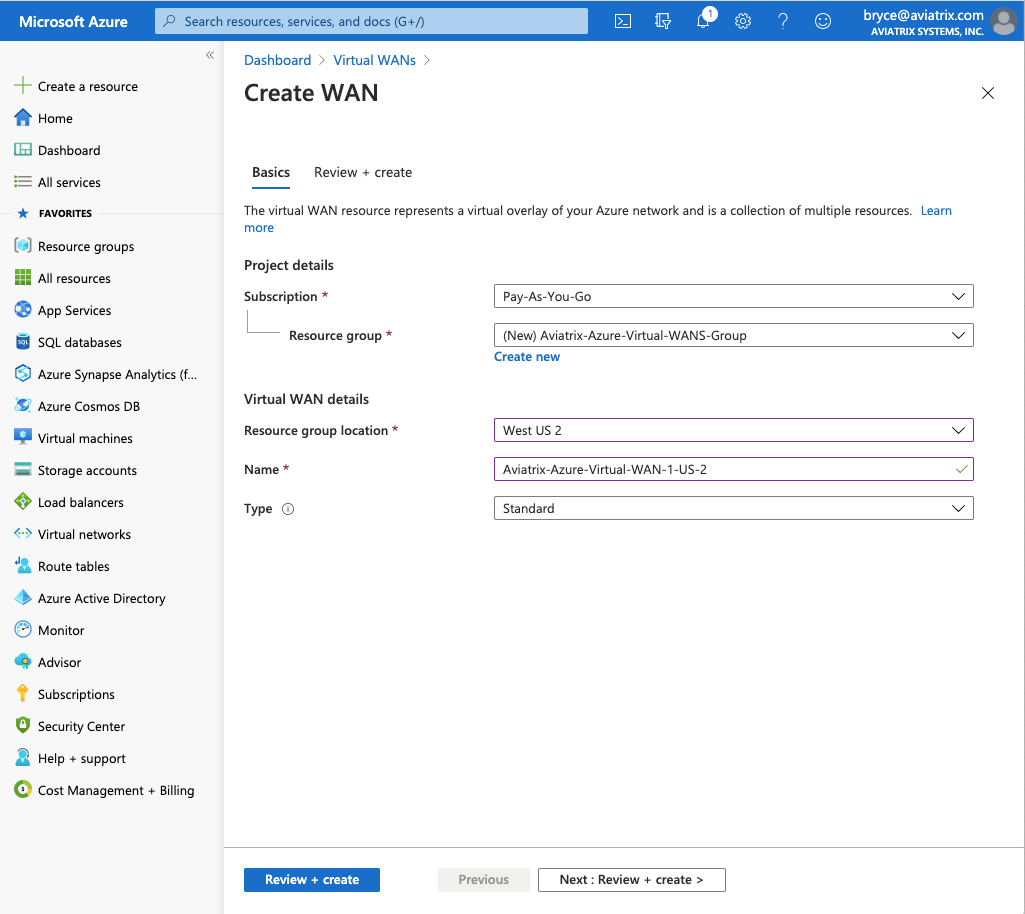 Microsoft Azure
Search resources, services, and docs (G+/)
1
bryce@aviatrix.com
AVIATRIX SYSTEMS, INC.
«
Create a resource
Home
Dashboard
All services
FAVORITES
Resource groups
All resources
App Services
SQL databases
Azure Synapse Analytics (f...
Azure Cosmos DB
Virtual machines
Storage accounts
Load balancers
Virtual networks
Route tables
Azure Active Directory
Monitor
Advisor
Subscriptions
Security Center
Help + support
Cost Management + Billing
Dashboard > Virtual WANs >
Create WAN
Basics
Review + create
The virtual WAN resource represents a virtual overlay of your Azure network and is a collection of multiple resources. Learn
more
Project details
Subscription *
Pay-As-You-Go
Resource group *
(New) Aviatrix-Azure-Virtual-WANS-Group
Create new
Virtual WAN details
Resource group location *
West US 2
Name *
Aviatrix-Azure-Virtual-WAN-1-US-2
Type
Standard
Review + create
Previous
Next : Review + create >